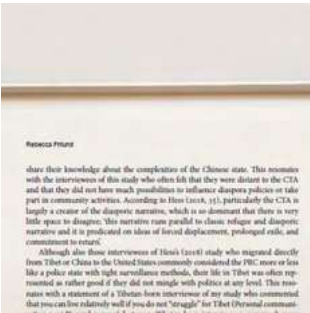 Rebecca Frilund
share their knowledge about the complexities of the Chinese state. This resonates
with the interviewees of this study who often felt that they were distant to the CTA
and that they did not have much possibilities to influence diaspora policies or take
part in community activities. According to Hess (2018, 35), particularly the CTA is
largely a creator of the diasporic narrative, which is so dominant that there is very
little space to disagree; 'this narrative runs parallel to classic refugee and diasporic
narrative and it is predicated on ideas of forced displacement, prolonged exile, and
commitment to return'.
Although also those interviewees of Hess's (2018) study who migrated directly
from Tibet or China to the United States commonly considered the PRC more or less
like a police state with tight surveillance methods, their life in Tibet was often rep-
resented as rather good if they did not mingle with politics at any level. This reso-
nates with a statement of a Tibetan-born interviewee of my study who commented
that you can live relatively well if you do not "struggle" for Tibet (Personal communi-